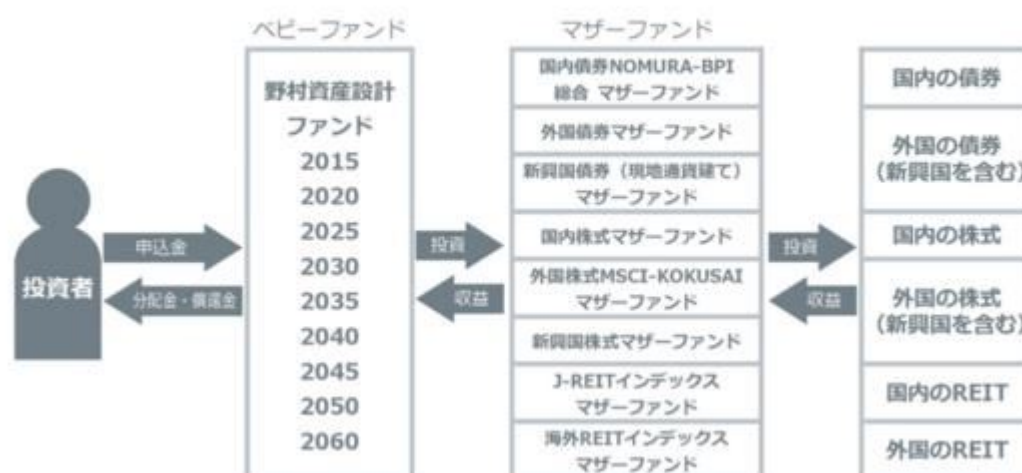 ベビーファンド
マザーファンド
野村資産設計
ファンド
2015
2020
2025
2030
2035
2040
2045
2050
2060
国内債券NOMURA-BPI
総合 マザーファンド
外国債券マザーファンド
新興国債券（現地通貨建て）
マザーファンド
国内株式マザーファンド
外国株式MSCI-KOKUSAI
マザーファンド
新興国株式マザーファンド
J-REITインデックス
マザーファンド
海外REITインデックス
マザーファンド
国内の債券
外国の債券
(新興国を含む)
国内の株式
外国の株式
(新興国を含む)
国内のREIT
外国のREIT
投資者
申込金
分配金・償還金
投資
収益
投資
収益